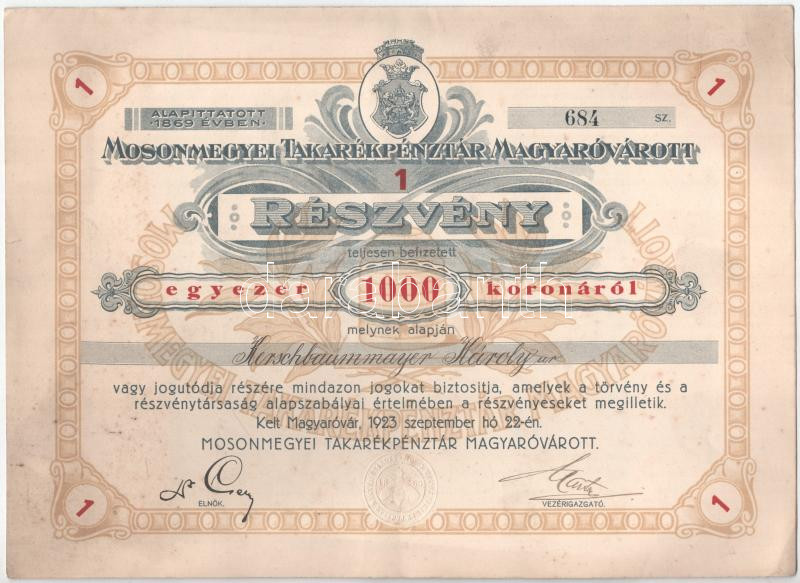 1
1
ALAPITTATOTT
·1869 ÉVBEN·
684 SZ.
MOSONMEGYEI TAKARÉKPÉNZTÁR MAGYARÓVÁROTT
1
RÉSZVÉNY
teljesen befizetett
egyezer 1000 koronáról
melynek alapján
Herschbaummayer Károly úr
vagy jogutódja részére mindazon jogokat biztositja, amelyek a törvény és a
részvénytársaság alapszabályai értelmében a részvényeseket megilletik.
Kelt Magyaróvár, 1923 szeptember hó 22-én.
MOSONMEGYEI TAKARÉKPÉNZTÁR MAGYARÓVÁROTT.
ELNÖK.
VEZÉRIGAZGATÓ.
1
1